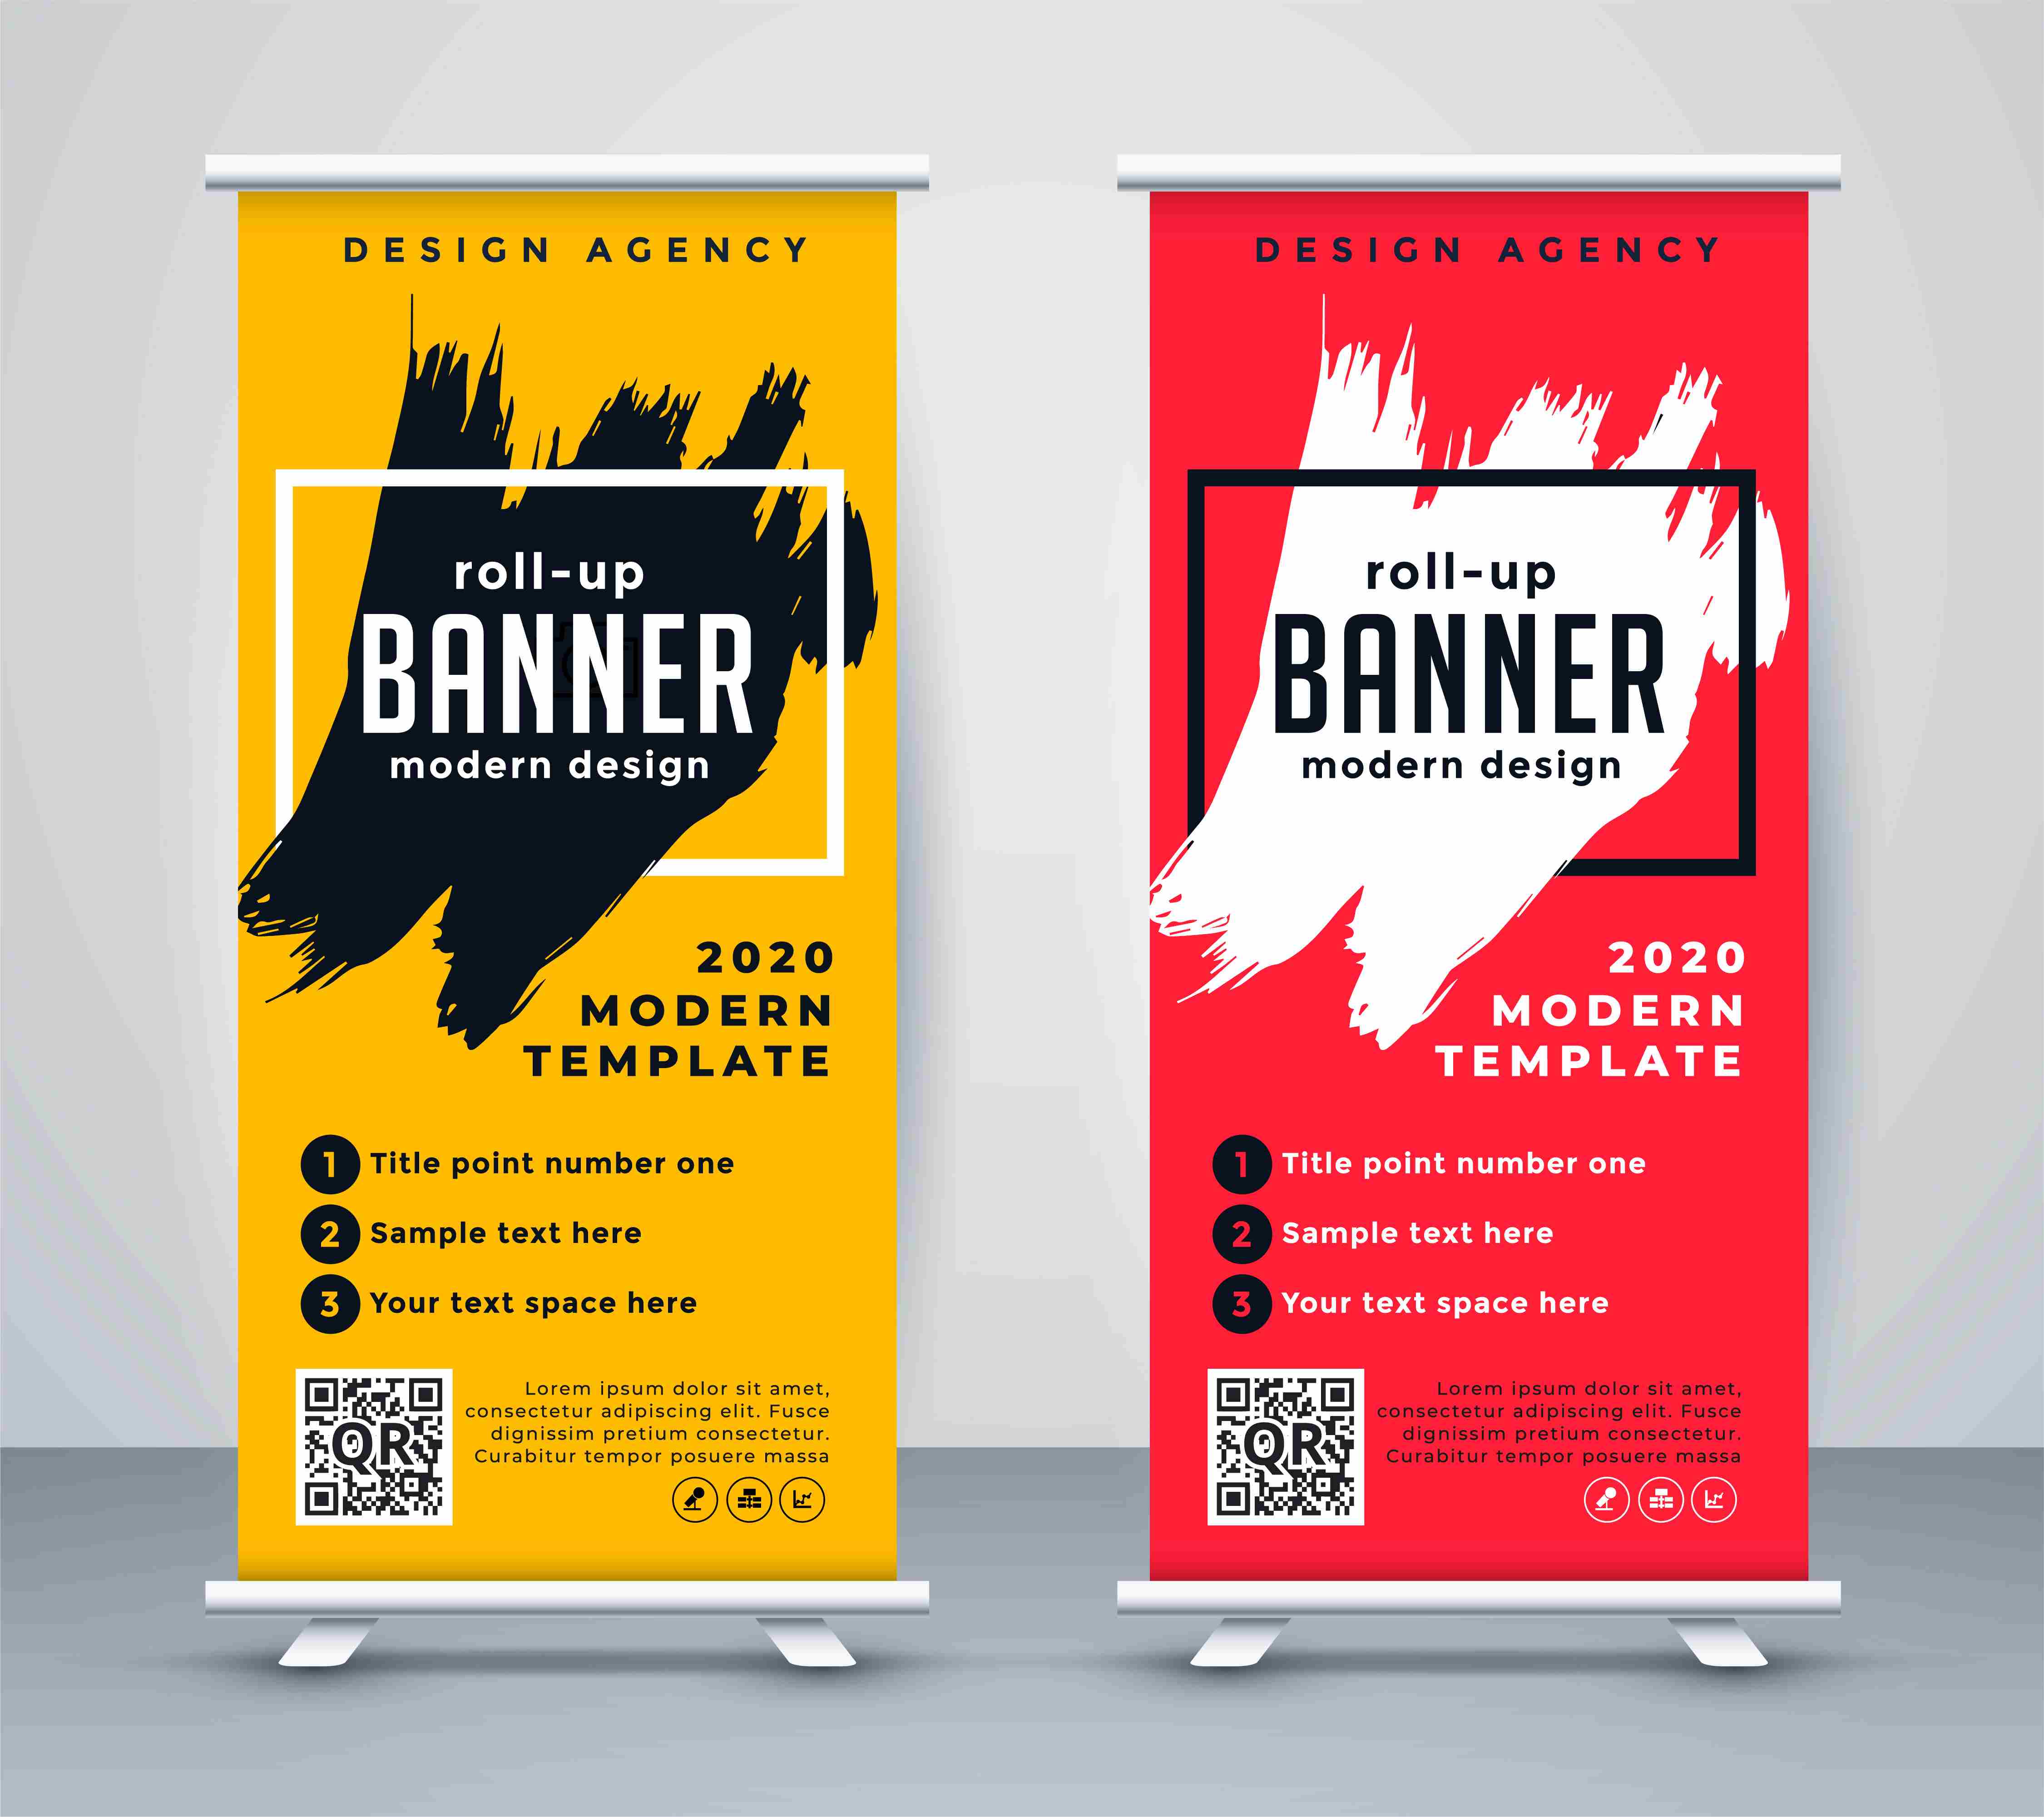 DESIGN AGENCY
roll-up
BANNER
modern design
2020
MODERN
TEMPLATE
1 Title point number one
2 Sample text here
3 Your text space here
QR
Lorem ipsum dolor sit amet,
consectetur adipiscing elit. Fusce
dignissim pretium consectetur.
Curabitur tempor posuere massa
DESIGN AGENCY
roll-up
BANNER
modern design
2020
MODERN
TEMPLATE
1 Title point number one
2 Sample text here
3 Your text space here
QR
Lorem ipsum dolor sit amet,
consectetur adipiscing elit. Fusce
dignissim pretium consectetur.
Curabitur tempor posuere massa